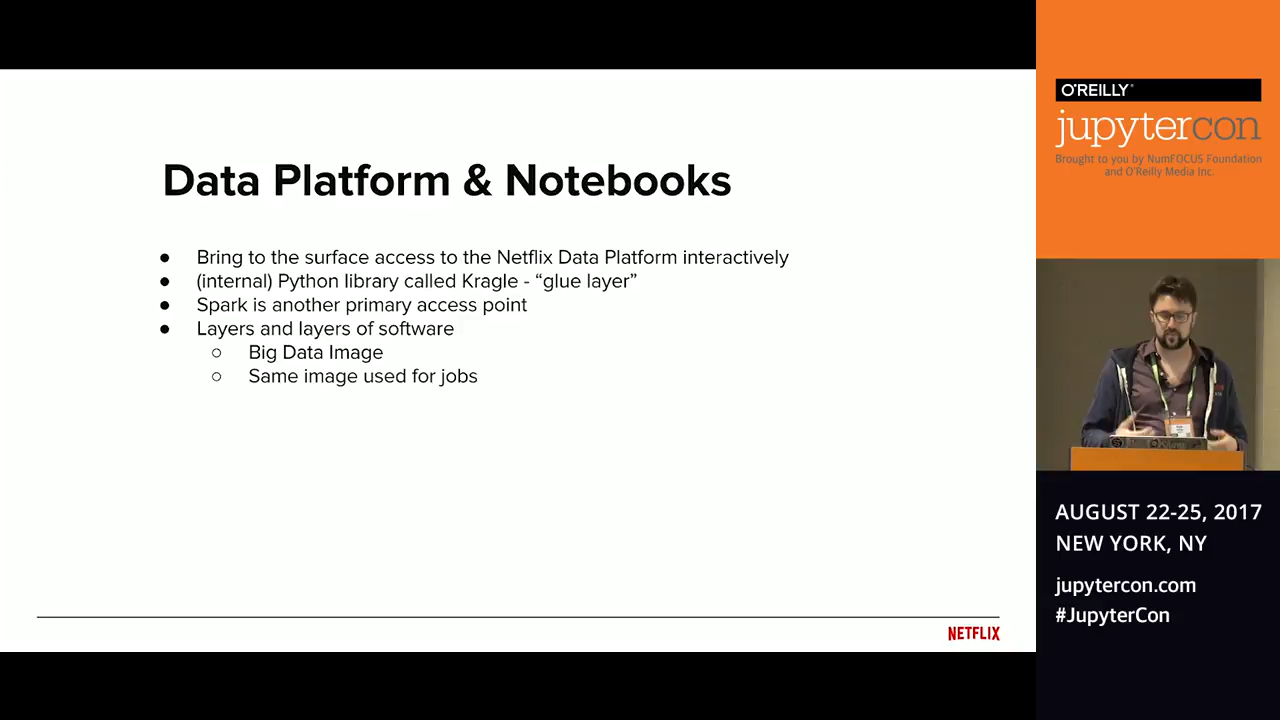 Data Platform & Notebooks
● Bring to the surface access to the Netflix Data Platform interactively
● (internal) Python library called Kragle - “glue layer”
● Spark is another primary access point
● Layers and layers of software
○ Big Data Image
○ Same image used for jobs
NETFLIX
O'REILLY®
jupytercon
Brought to you by NumFOCUS Foundation
and O'Reilly Media Inc.
AUGUST 22-25, 2017
NEW YORK, NY
jupytercon.com
#JupyterCon